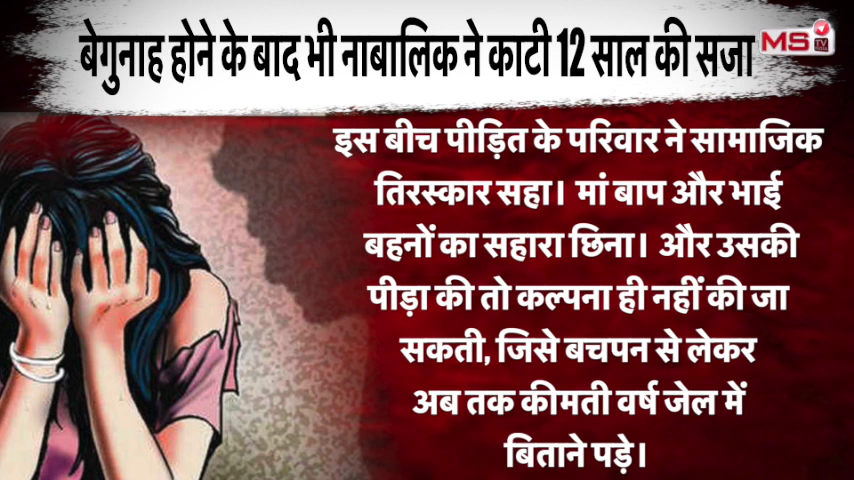 बेगुनाह होने के बाद भी नाबालिक ने काटी 12 साल की सजा
MS
TV
इस बीच पीड़ित के परिवार ने सामाजिक
तिरस्कार सहा। मां बाप और भाई
बहनों का सहारा छिना। और उसकी
पीड़ा की तो कल्पना ही नहीं की जा
सकती, जिसे बचपन से लेकर
अब तक कीमती वर्ष जेल में
बिताने पड़े।